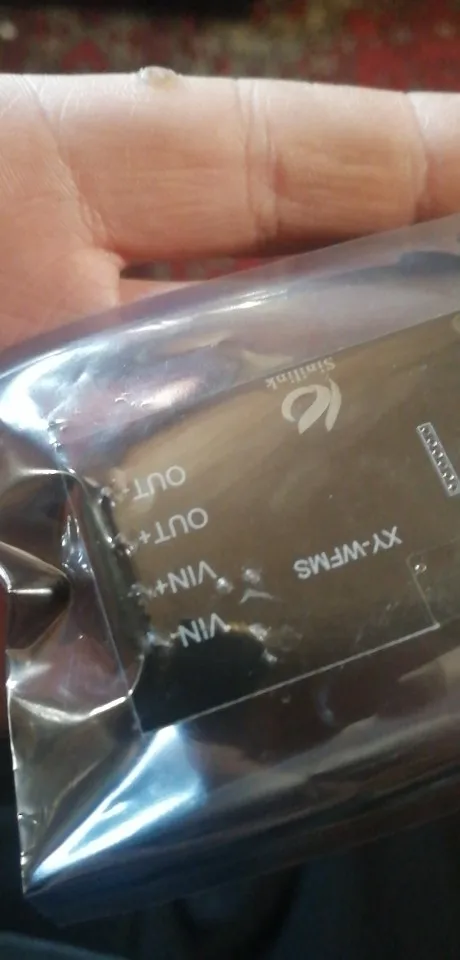 VIN-
VIN+
XY-WFMS
OUT+
OUT-
Sinilink